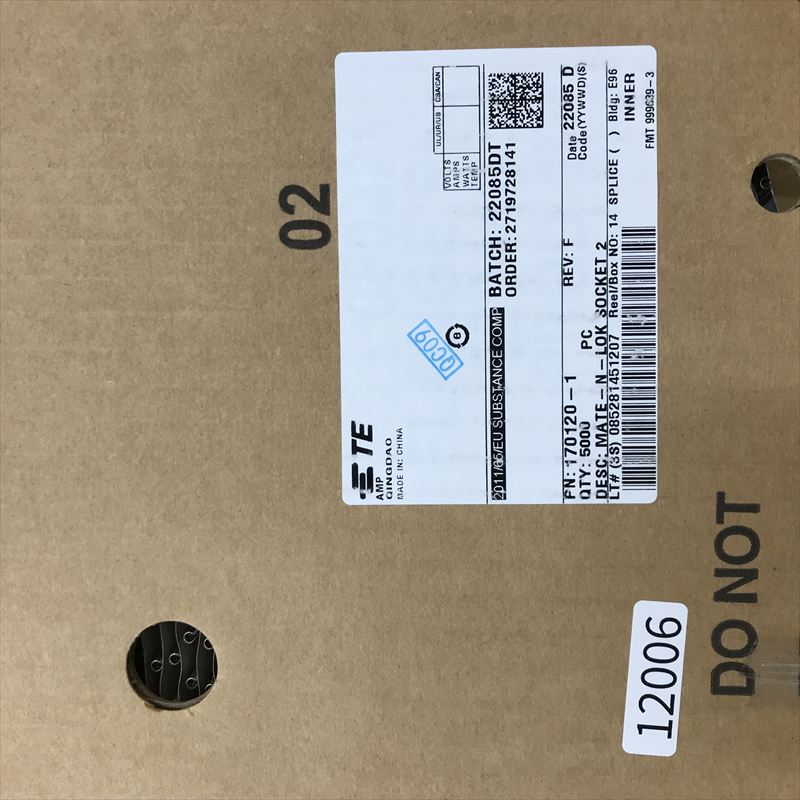 02
TE
AMP
QINGDAO
MADE IN: CHINA
UL/UR/US CSA/CAN
VOLTS
AMPS
WATTS
TEMP
QC09
e
2011/65/EU SUBSTANCE COMP
BATCH: 22085DT
ORDER: 2719728141
PN: 170120-1 REV: F Date 22085 D
QTY: 5000 PC Code(YYWWD)(S)
DESC: MATE-N-LOK SOCKET 2
LT# (3S) 085281451207 Reel/Box NO: 14 SPLICE ( ) Bldg: E96
INNER
FMT 999639-3
12006
DO NOT